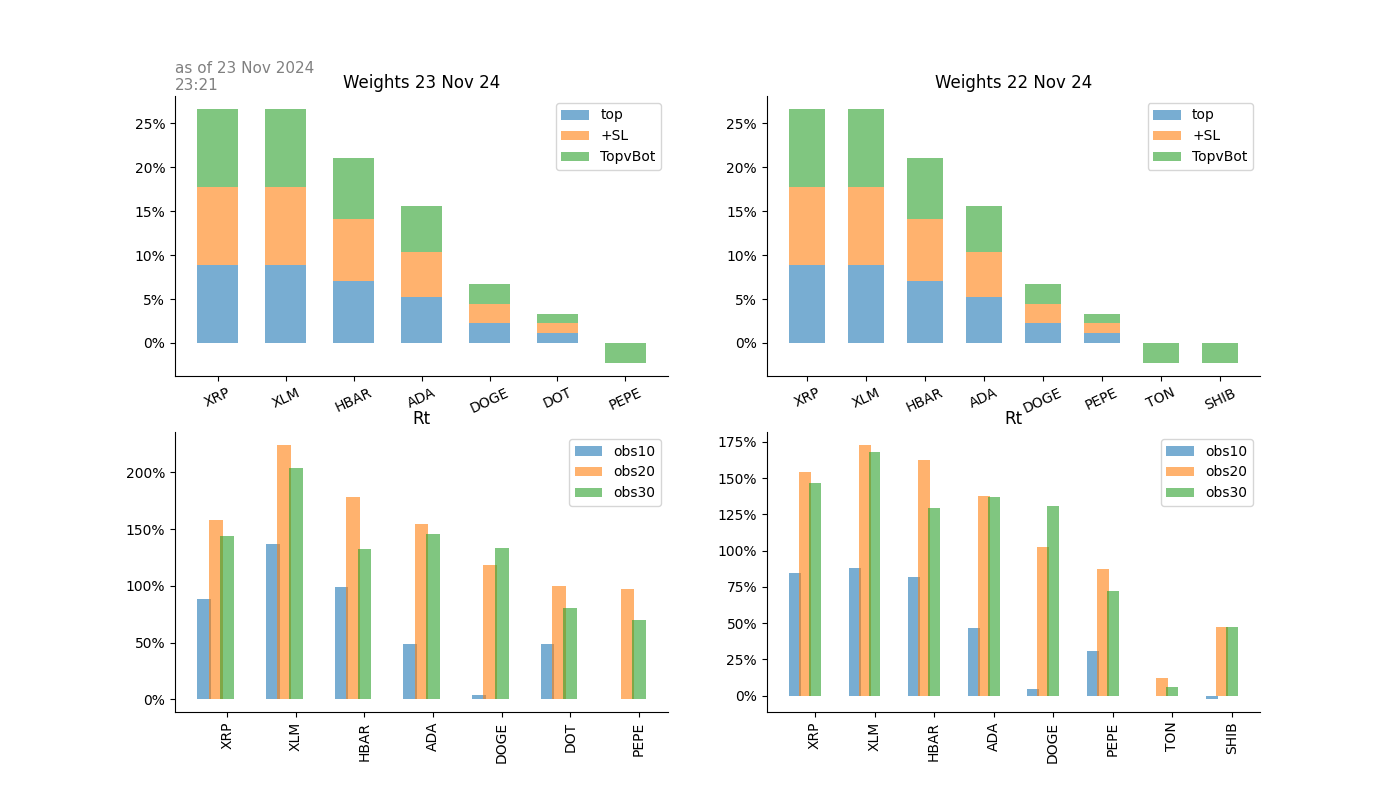 as of 23 Nov 2024
23:21
Weights 23 Nov 24
25%
20%
15%
10%
5%
0%
top
+SL
TopvBot
XRP
XLM
HBAR
ADA
DOGE
DOT
PEPE
Weights 22 Nov 24
25%
20%
15%
10%
5%
0%
top
+SL
TopvBot
XRP
XLM
HBAR
ADA
DOGE
PEPE
TON
SHIB
Rt
200%
150%
100%
50%
0%
obs10
obs20
obs30
XRP
XLM
HBAR
ADA
DOGE
DOT
PEPE
Rt
175%
150%
125%
100%
75%
50%
25%
0%
obs10
obs20
obs30
XRP
XLM
HBAR
ADA
DOGE
PEPE
TON
SHIB